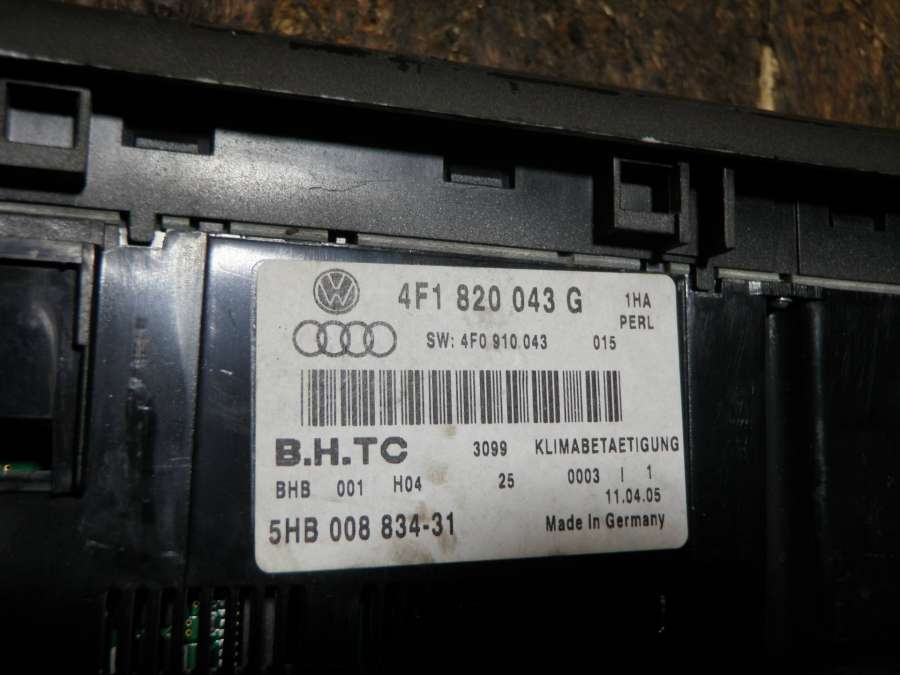 4F1 820 043 G 1HA
PERL
SW: 4F0 910 043 015
B.H.TC 3099 KLIMABETAETIGUNG
BHB 001 H04 25 0003 / 1
11.04.05
5HB 008 834-31 Made in Germany